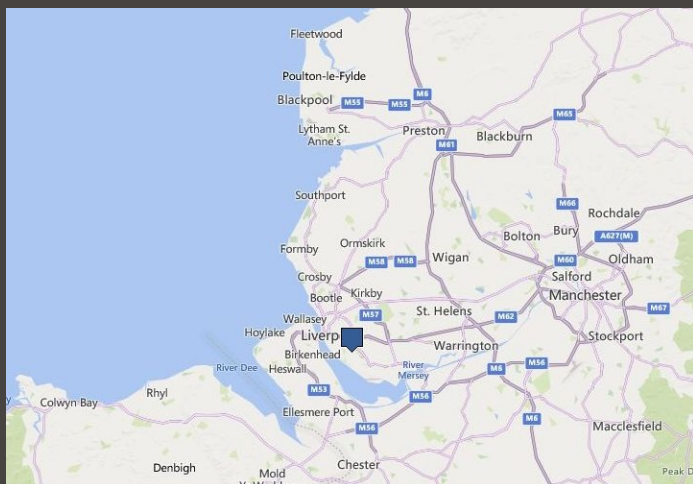 Fleetwood
Poulton-le-Fylde
Blackpool
M55
M55
M6
Lytham St.
Anne's
Preston
Blackburn
M65
M61
Southport
M66
Rochdale
Bolton
Bury
A627(M)
Formby
Ormskirk
M58
M58
Wigan
M60
Oldham
Crosby
Kirkby
Salford
Bootle
Manchester
M67
Wallasey
M57
St. Helens
M62
Hoylake
Liverp
Stockport
Birkenhead
Warrington
River Dee
Heswall
River
Mersey
M6
M56
M53
M56
Colwyn Bay
Rhyl
Ellesmere Port
M6
M56
Macclesfield
Denbigh
Mold
Chester
Peak D